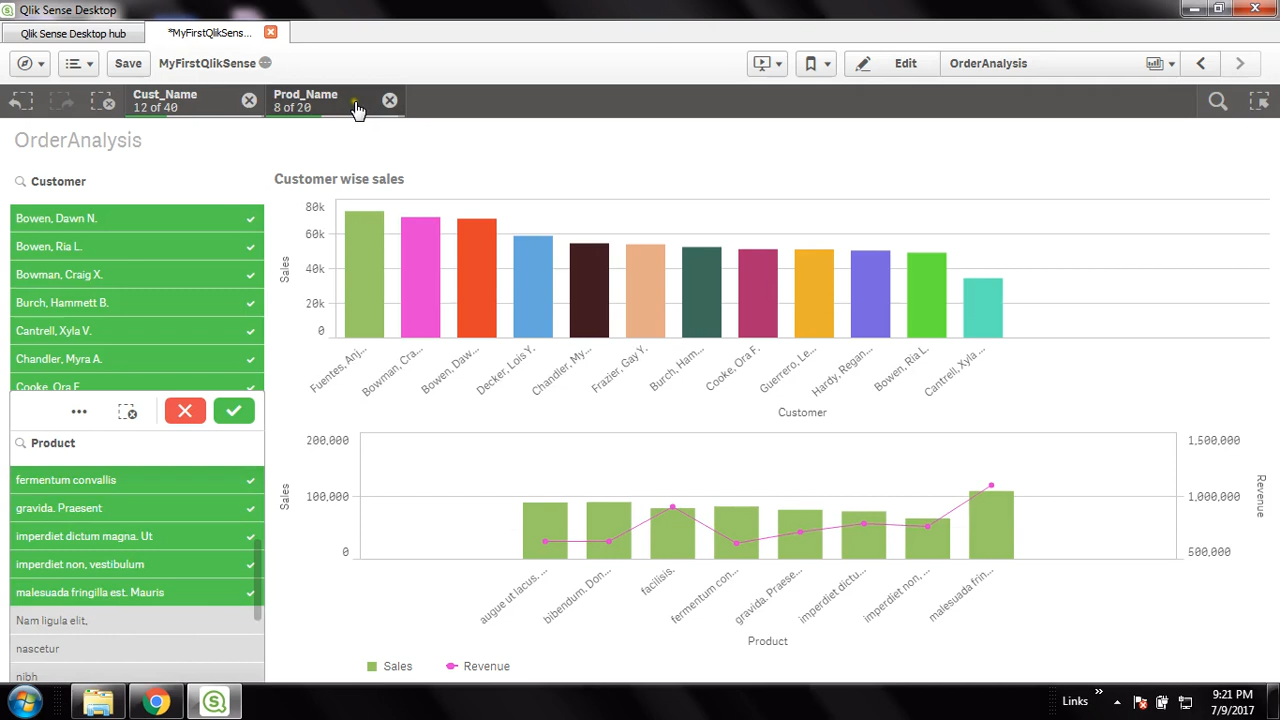 Qlik Sense Desktop
Qlik Sense Desktop hub
*MyFirstQlikSens...
Save
MyFirstQlikSense
Edit
OrderAnalysis
Cust_Name
12 of 40
Prod_Name
8 of 20
OrderAnalysis
Customer
Bowen, Dawn N.
Bowen, Ria L.
Bowman, Craig X.
Burch, Hammett B.
Cantrell, Xyla V.
Chandler, Myra A.
Cooke, Ora F.
Product
fermentum convallis
gravida. Praesent
imperdiet dictum magna. Ut
imperdiet non, vestibulum
malesuada fringilla est. Mauris
Nam ligula elit,
nascetur
nibh
Customer wise sales
Sales
80k
60k
40k
20k
0
Fuentes, Anj...
Bowman, Cra...
Bowen, Daw...
Decker, Lois Y.
Chandler, My...
Frazier, Gay Y.
Burch, Ham...
Cooke, Ora F.
Guerrero, Le...
Hardy, Regan...
Bowen, Ria L.
Cantrell, Xyla ...
Customer
Sales
200,000
100,000
0
1,500,000
1,000,000
500,000
Revenue
augue ut lacus. ...
bibendum. Don...
facilisis.
fermentum con...
gravida. Praese...
imperdiet dictu...
imperdiet non, ...
malesuada frin...
Product
Sales
Revenue
Links
9:21 PM
7/9/2017